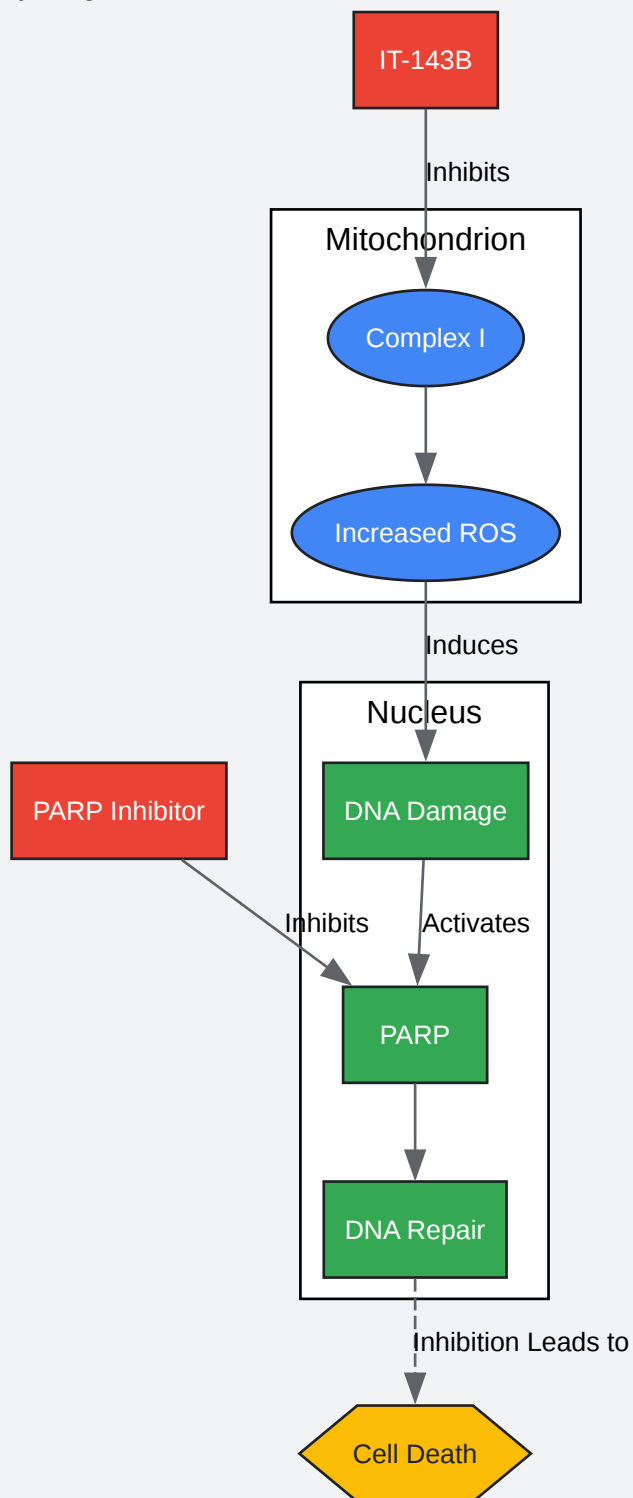 IT-143B
Inhibits
Mitochondrion
Complex I
Increased ROS
Induces
Nucleus
PARP Inhibitor
DNA Damage
Inhibits
Activates
PARP
DNA Repair
Inhibition Leads to
Cell Death